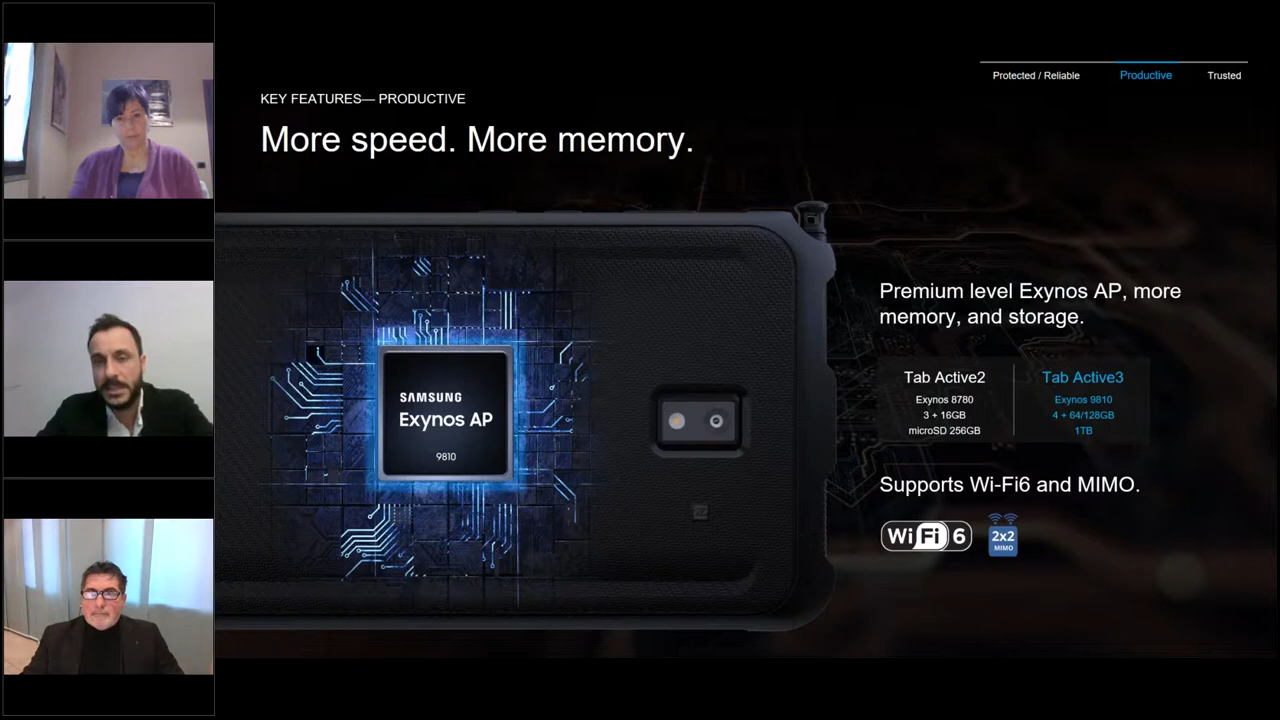 Protected / Reliable
Productive
Trusted
KEY FEATURES— PRODUCTIVE
More speed. More memory.
SAMSUNG
Exynos AP
9810
Premium level Exynos AP, more
memory, and storage.
Tab Active2
Exynos 8780
3 + 16GB
microSD 256GB
Tab Active3
Exynos 9810
4 + 64/128GB
1TB
Supports Wi-Fi6 and MIMO.
WiFi 6
2x2
MIMO